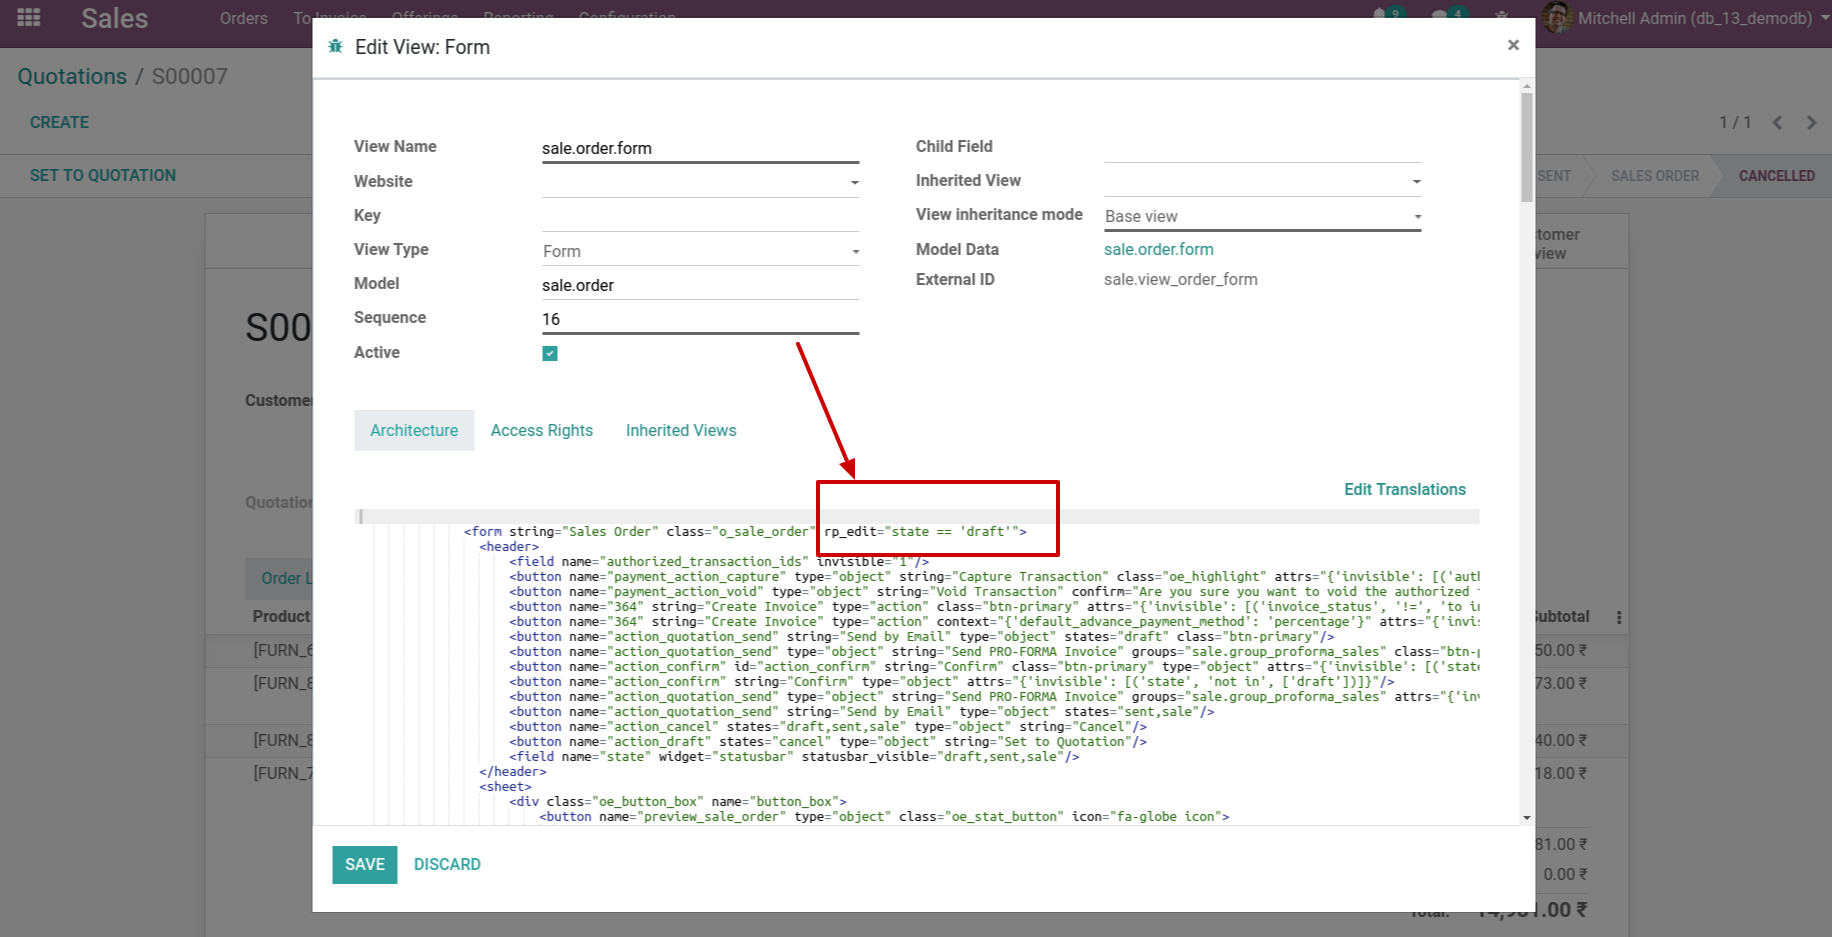 Sales Orders To Invoice Offerings Reporting Configuration 9 4 Mitchell Admin (db_13_demodb)
Edit View: Form ×
Quotations / S00007
CREATE 1 / 1
SET TO QUOTATION SENT SALES ORDER CANCELLED
View Name sale.order.form Child Field
Website Inherited View
Key View inheritance mode Base view
View Type Form Model Data sale.order.form
Model sale.order External ID sale.view_order_form
Sequence 16
Active
tomer
view
S00
Customer
Architecture Access Rights Inherited Views
Quotation
Edit Translations
<form string="Sales Order" class="o_sale_order" rp_edit="state == 'draft'">
<header>
<field name="authorized_transaction_ids" invisible="1"/>
<button name="payment_action_capture" type="object" string="Capture Transaction" class="oe_highlight" attrs="{'invisible': [('auth
<button name="payment_action_void" type="object" string="Void Transaction" confirm="Are you sure you want to void the authorized
<button name="364" string="Create Invoice" type="action" class="btn-primary" attrs="{'invisible': [('invoice_status', '!=', 'to in
<button name="364" string="Create Invoice" type="action" context="{'default_advance_payment_method': 'percentage'}" attrs="{'invis
<button name="action_quotation_send" string="Send by Email" type="object" states="draft" class="btn-primary"/>
<button name="action_quotation_send" type="object" string="Send PRO-FORMA Invoice" groups="sale.group_proforma_sales" class="btn-p
<button name="action_confirm" id="action_confirm" string="Confirm" class="btn-primary" type="object" attrs="{'invisible': [('state
<button name="action_confirm" string="Confirm" type="object" attrs="{'invisible': [('state', 'not in', ['draft'])]}"/>
<button name="action_quotation_send" type="object" string="Send PRO-FORMA Invoice" groups="sale.group_proforma_sales" attrs="{'inv
<button name="action_quotation_send" string="Send by Email" type="object" states="sent,sale"/>
<button name="action_cancel" states="draft,sent,sale" type="object" string="Cancel"/>
<button name="action_draft" states="cancel" type="object" string="Set to Quotation"/>
<field name="state" widget="statusbar" statusbar_visible="draft,sent,sale"/>
</header>
<sheet>
<div class="oe_button_box" name="button_box">
<button name="preview_sale_order" type="object" class="oe_stat_button" icon="fa-globe icon">
Order L
Product Subtotal
[FURN_6 50.00 ₹
[FURN_8 73.00 ₹
[FURN_8 40.00 ₹
[FURN_7 18.00 ₹
81.00 ₹
0.00 ₹
Total: 1.00 ₹
SAVE DISCARD